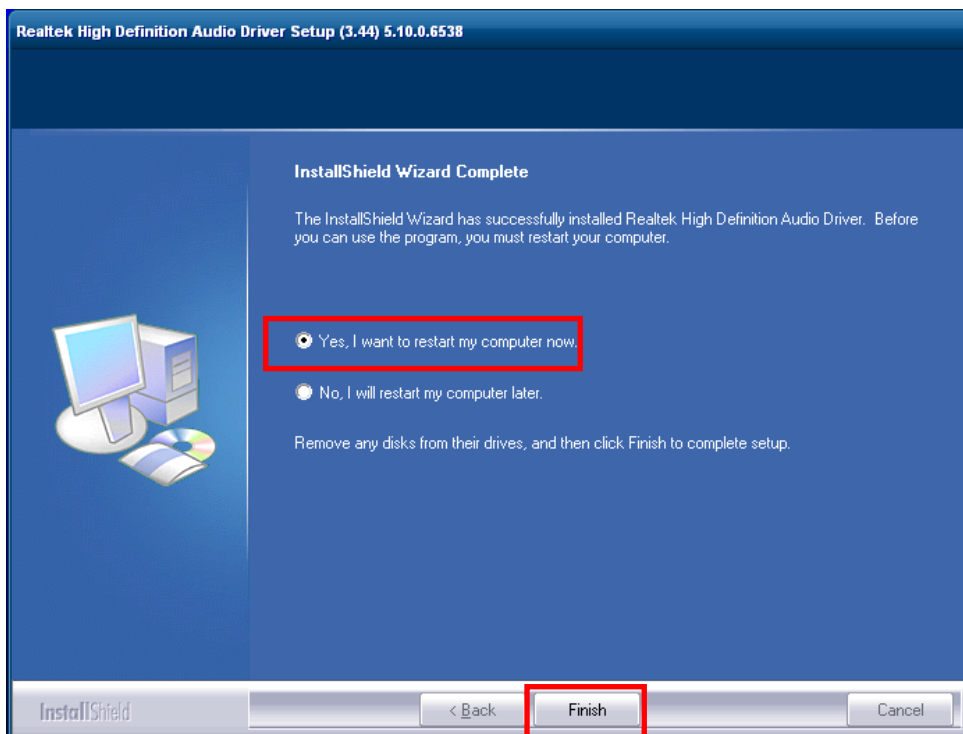 Realtek High Definition Audio Driver Setup (3.44) 5.10.0.6538
InstallShield Wizard Complete
The InstallShield Wizard has successfully installed Realtek High Definition Audio Driver.  Before
you can use the program, you must restart your computer.
Yes, I want to restart my computer now.
No, I will restart my computer later.
Remove any disks from their drives, and then click Finish to complete setup.
InstallShield
< Back
Finish
Cancel